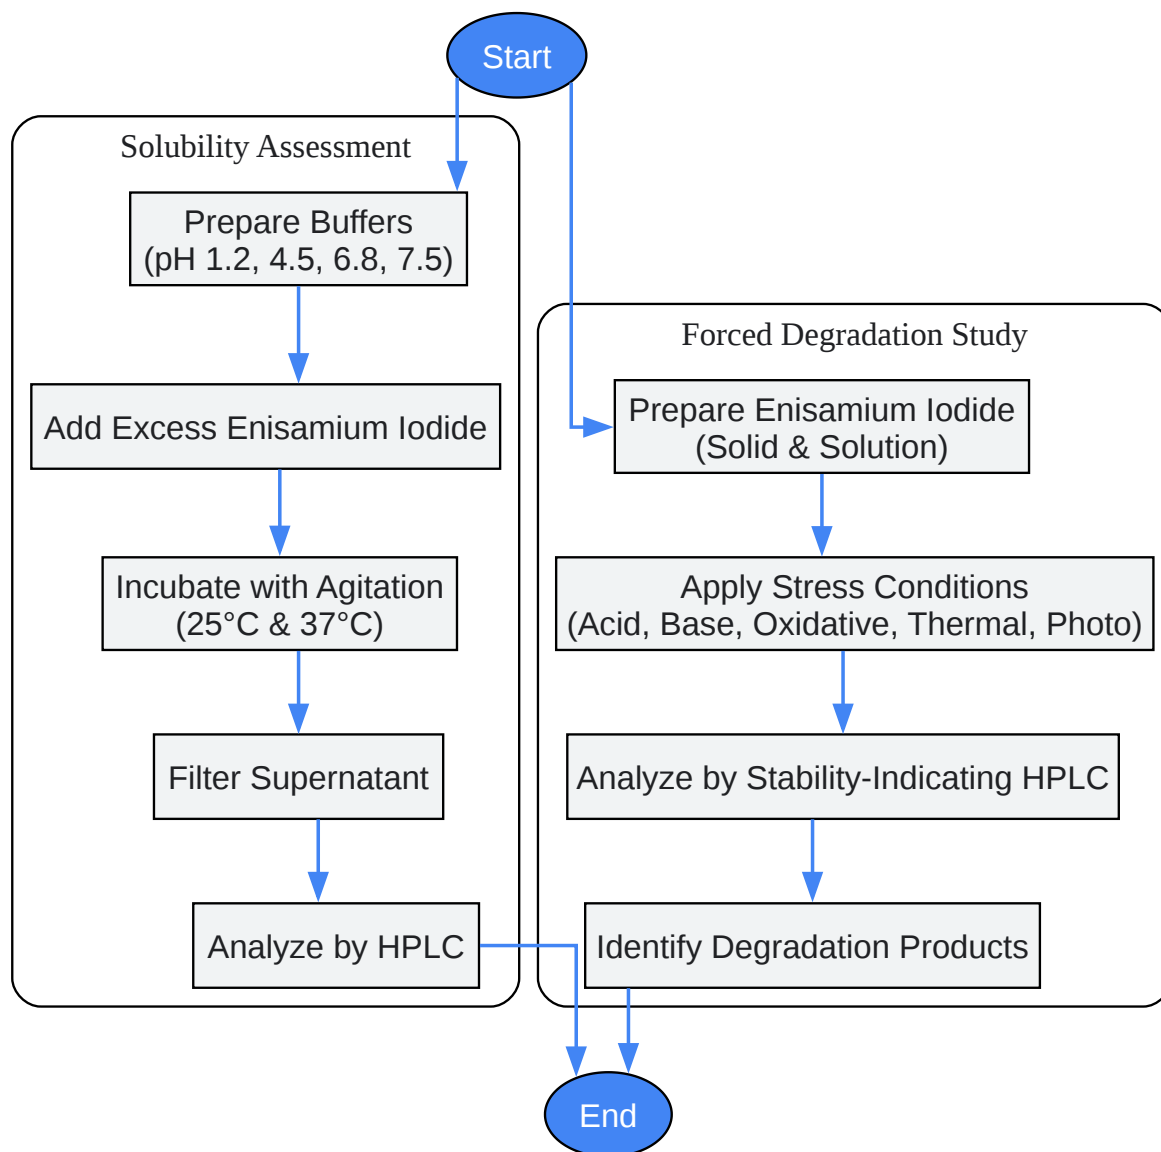 Start
Solubility Assessment
Prepare Buffers
(pH 1.2, 4.5, 6.8, 7.5)
Add Excess Enisamium Iodide
Incubate with Agitation
(25°C & 37°C)
Filter Supernatant
Analyze by HPLC
Forced Degradation Study
Prepare Enisamium Iodide
(Solid & Solution)
Apply Stress Conditions
(Acid, Base, Oxidative, Thermal, Photo)
Analyze by Stability-Indicating HPLC
Identify Degradation Products
End